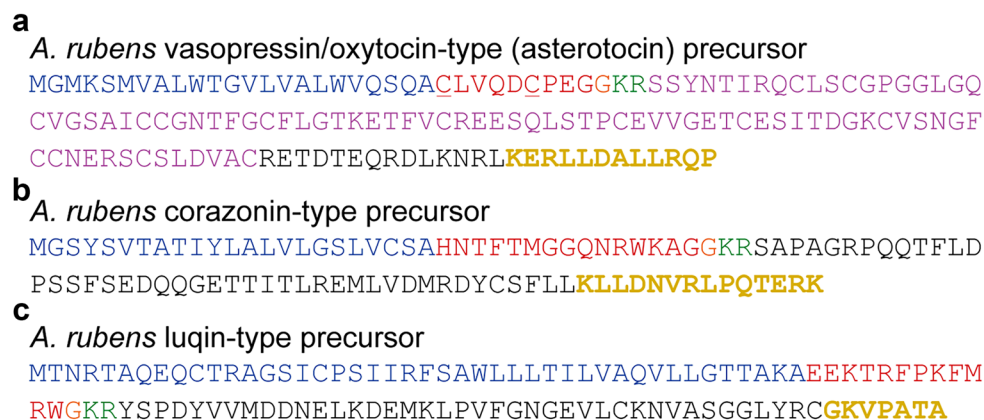 a
A. rubens vasopressin/oxytocin-type (asterotocin) precursor
MGMKSMVALWTGVLVALWVQSQACLVQDCPEGGKRSSYNTIRQCLSCGPGGLGQ
CVGSAICCGNTFGCFLGTKETFVCREESQLSTPCEVVGETCESITDGKCVSNGF
CCNERSCSLDVACRETDTEQRDLKNRLKERLLDALLRQP
b
A. rubens corazonin-type precursor
MGSYSVTATIYLALVLGSLVCSAHNTFTMGGQNRWKAGGKRSAPAGRPQQTFLD
PSSFSEDQQGETTITLREMLVDMRDYCSFLLKLLDNVRLPQTERK
c
A. rubens luqin-type precursor
MTNRTAQEQCTRAGSICPSIIRFSAWLLLTILVAQVLLGTTAKAEEKTRFPKFM
RWGKRYSPDYVVMDDNELKDEMKLPVFGNGEVLCKNVASGGLYRCGKVPATA